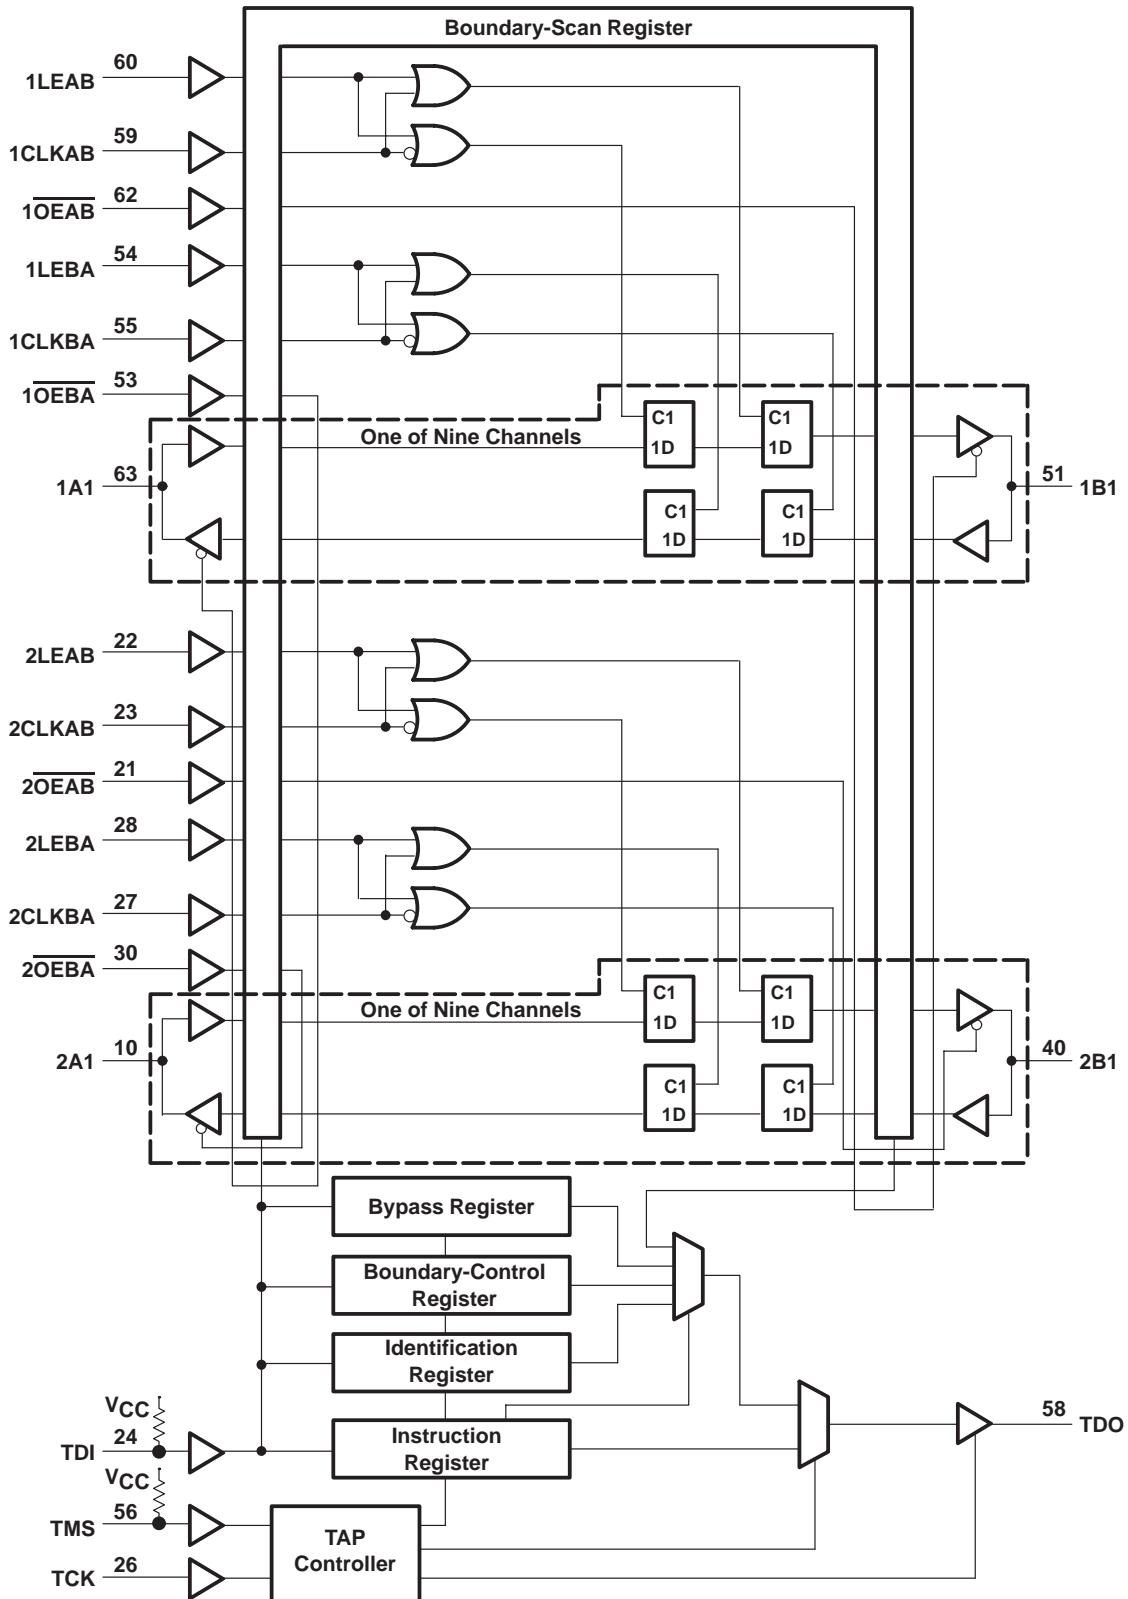 Boundary-Scan Register
1LEAB 60
1CLKAB 59
1O̅E̅A̅B̅ 62
1LEBA 54
1CLKBA 55
1O̅E̅B̅A̅ 53
One of Nine Channels
C1
1D
C1
1D
1A1 63
51 1B1
C1
1D
C1
1D
2LEAB 22
2CLKAB 23
2O̅E̅A̅B̅ 21
2LEBA 28
2CLKBA 27
2O̅E̅B̅A̅ 30
One of Nine Channels
C1
1D
C1
1D
2A1 10
40 2B1
C1
1D
C1
1D
Bypass Register
Boundary-Control
Register
Identification
Register
VCC
TDI 24
Instruction
Register
58 TDO
VCC
TMS 56
TAP
Controller
TCK 26